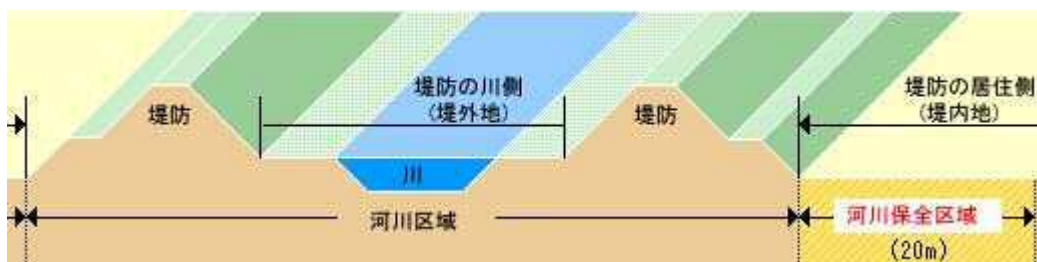 堤防
堤防の川側
(堤外地)
堤防
堤防の居住側
(堤内地)
川
河川区域
河川保全区域
(20m)